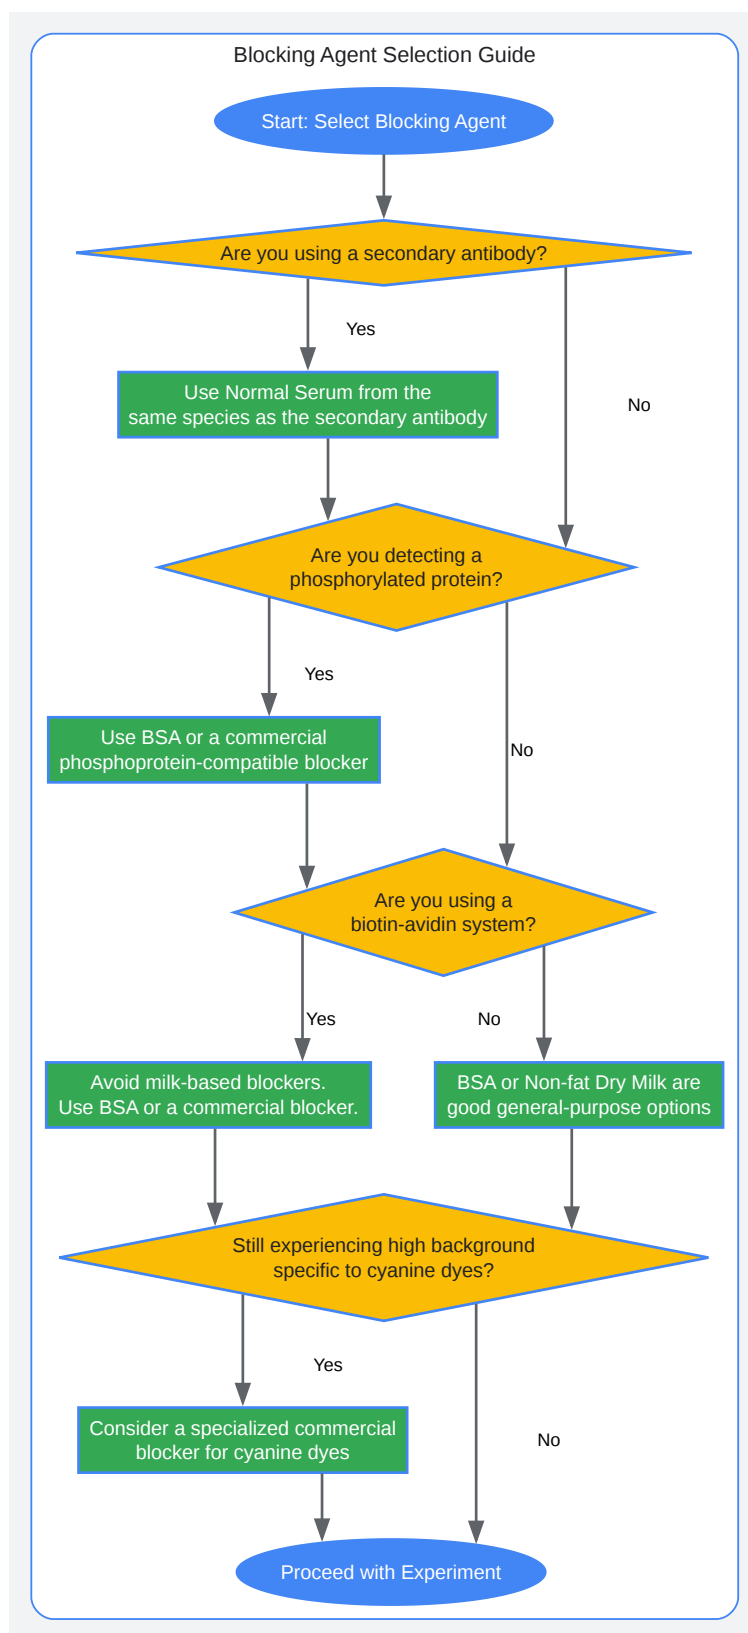 Blocking Agent Selection Guide
Start: Select Blocking Agent
Are you using a secondary antibody?
Yes
Use Normal Serum from the
same species as the secondary antibody
No
Are you detecting a
phosphorylated protein?
Yes
Use BSA or a commercial
phosphoprotein-compatible blocker
No
Are you using a
biotin-avidin system?
Yes
No
Avoid milk-based blockers.
Use BSA or a commercial blocker.
BSA or Non-fat Dry Milk are
good general-purpose options
Still experiencing high background
specific to cyanine dyes?
Yes
Consider a specialized commercial
blocker for cyanine dyes
No
Proceed with Experiment